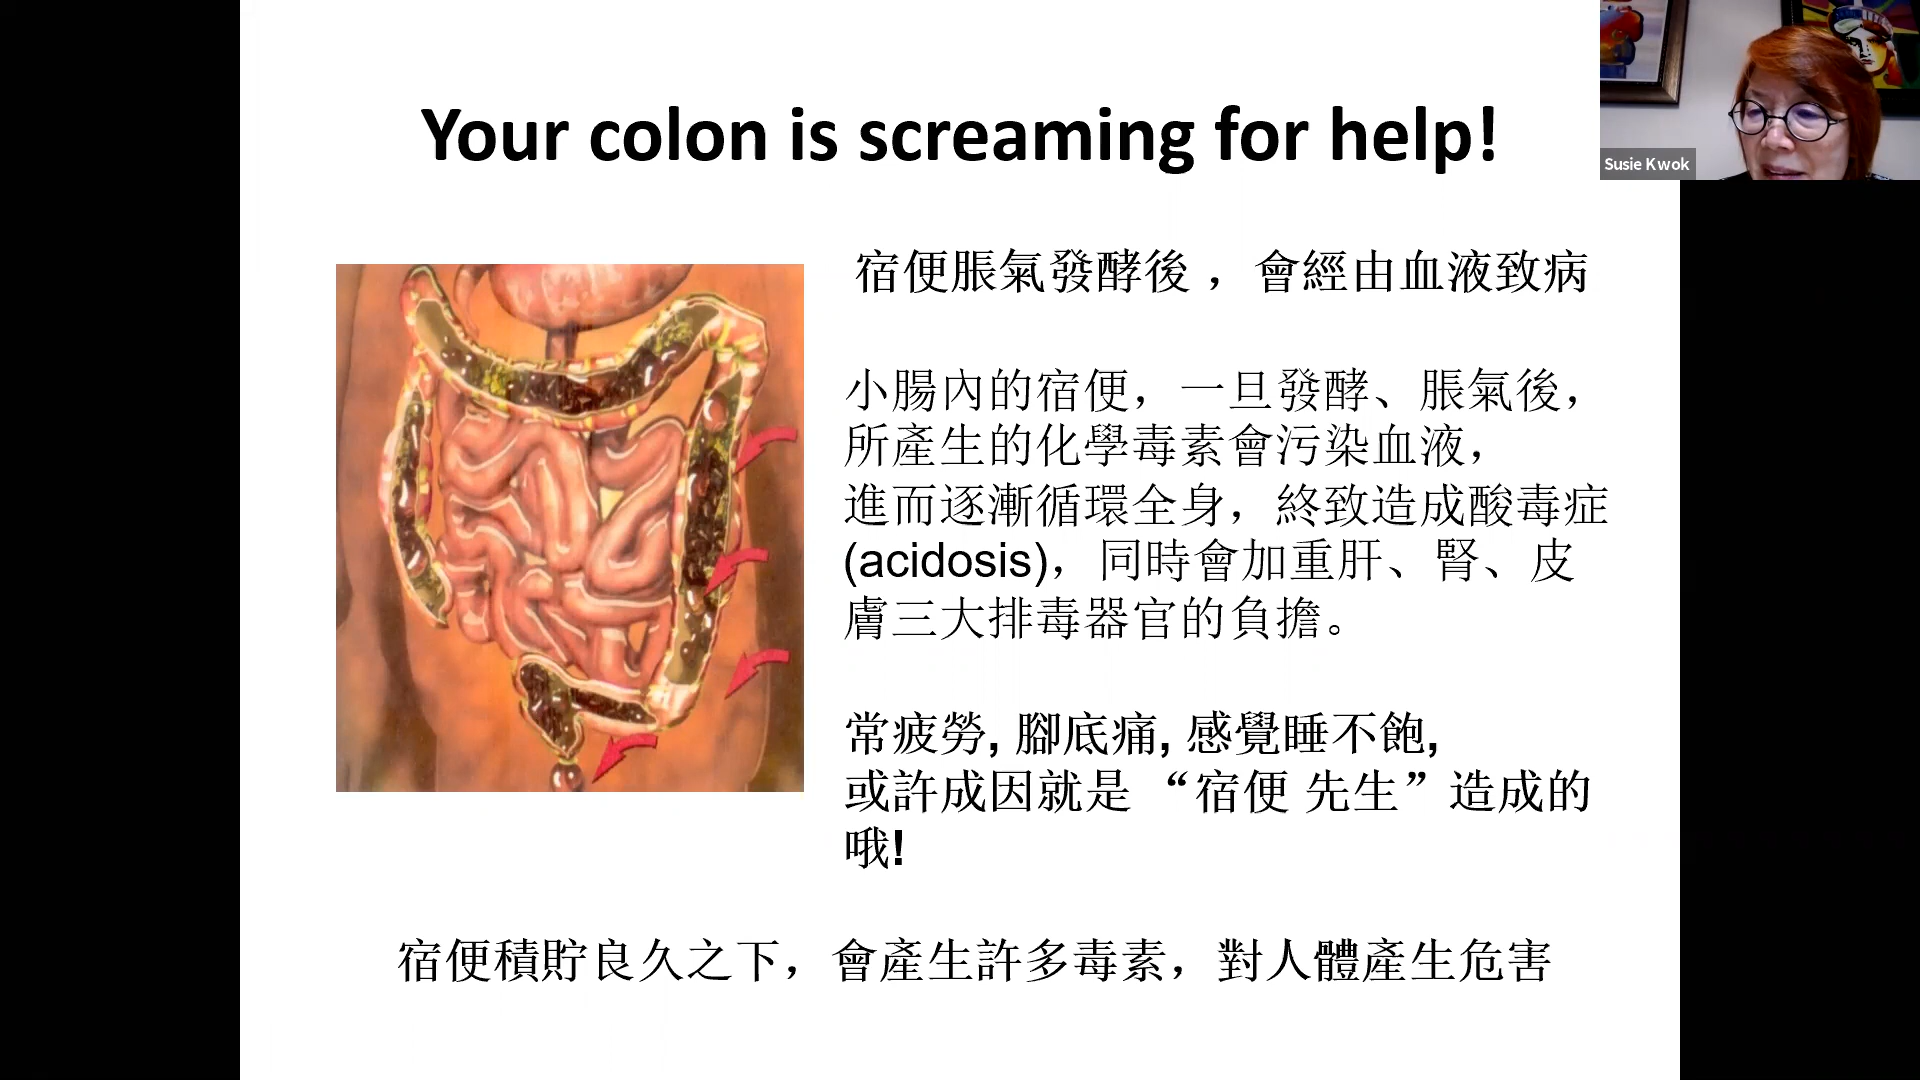 Your colon is screaming for help!
Susie Kwok
宿便脹氣發酵後 ，會經由血液致病
小腸內的宿便，一旦發酵、脹氣後，
所產生的化學毒素會污染血液，
進而逐漸循環全身，終致造成酸毒症
(acidosis)，同時會加重肝、腎、皮
膚三大排毒器官的負擔。
常疲勞, 腳底痛, 感覺睡不飽,
或許成因就是 “宿便 先生”造成的
哦!
宿便積貯良久之下，會產生許多毒素，對人體產生危害